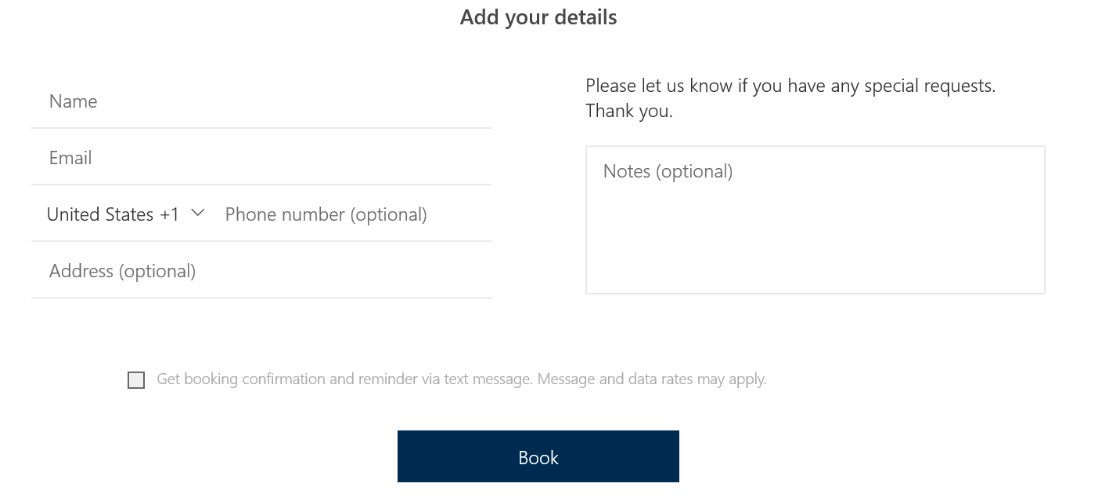 Add your details
Name
Email
United States +1
Phone number (optional)
Address (optional)
Please let us know if you have any special requests.
Thank you.
Notes (optional)
Get booking confirmation and reminder via text message. Message and data rates may apply.
Book